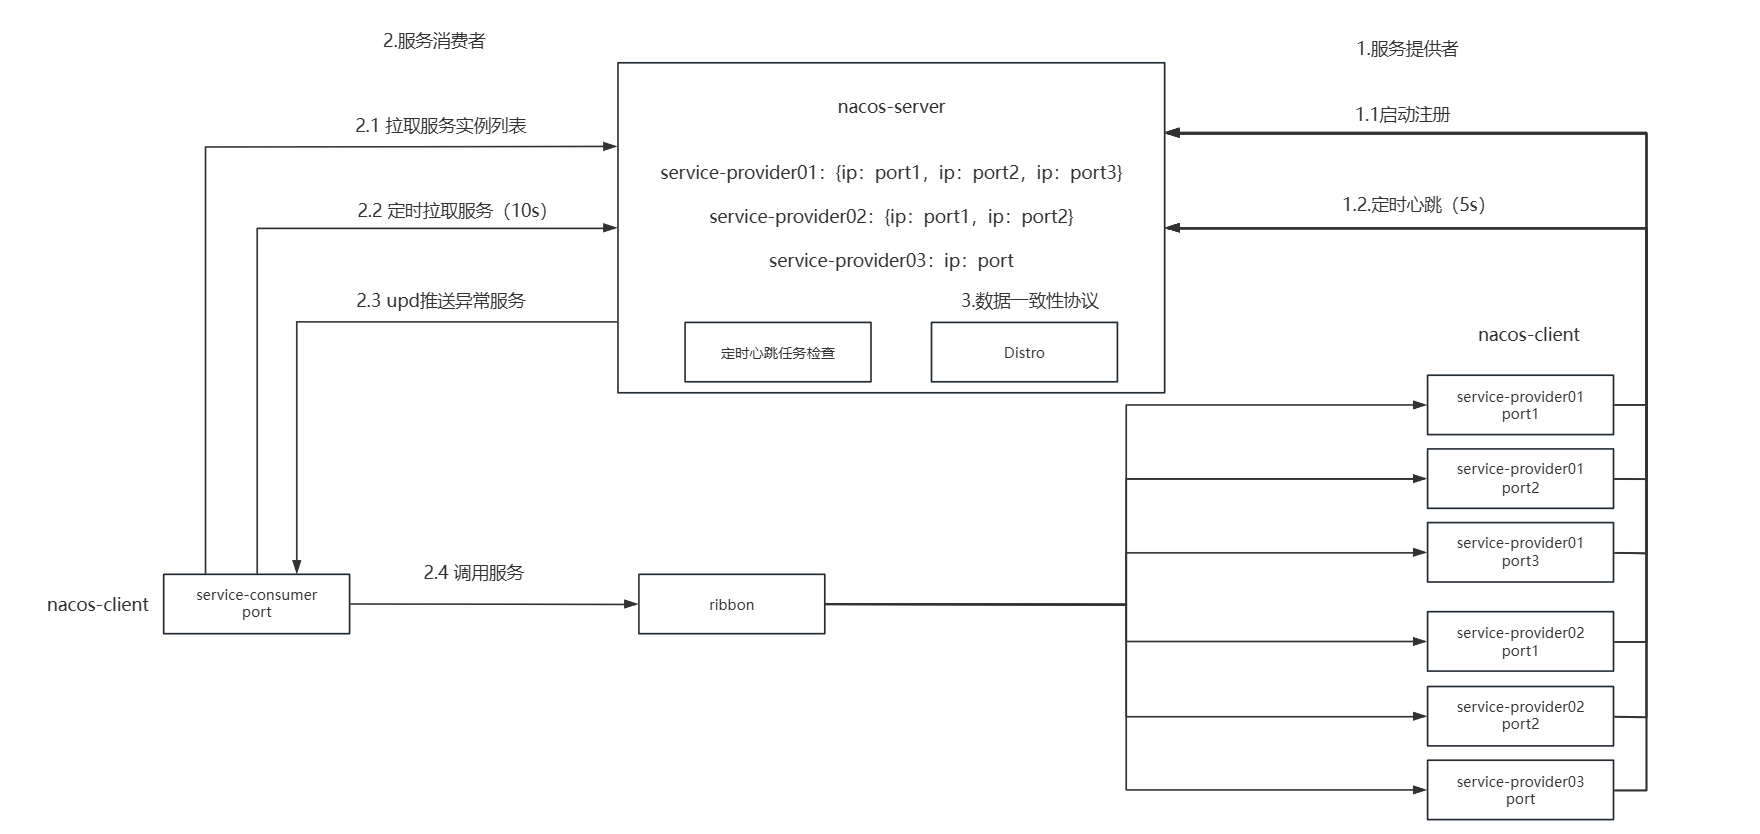 2.服务消费者
1.服务提供者
nacos-server
1.1启动注册
2.1 拉取服务实例列表
service-provider01：{ip：port1，ip：port2，ip：port3}
2.2 定时拉取服务（10s）
service-provider02：{ip：port1，ip：port2}
1.2.定时心跳（5s）
service-provider03：ip：port
2.3 upd推送异常服务
3.数据一致性协议
定时心跳任务检查
Distro
nacos-client
service-provider01
port1
service-provider01
port2
service-provider01
port3
2.4 调用服务
nacos-client
service-consumer
port
ribbon
service-provider02
port1
service-provider02
port2
service-provider03
port